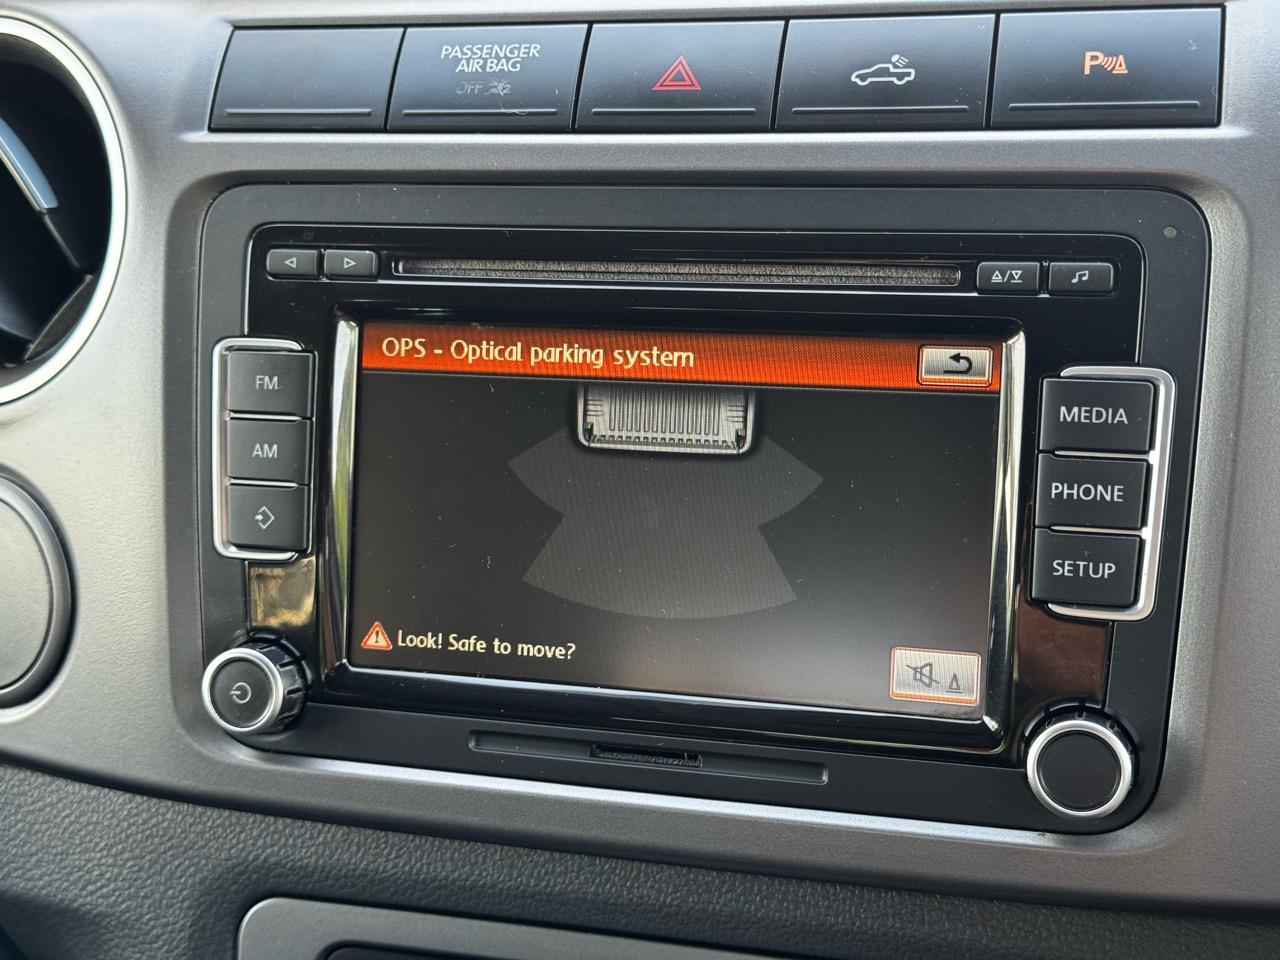 PASSENGER
AIR BAG
OFF
P
OPS - Optical parking system
FM
AM
MEDIA
PHONE
SETUP
Look! Safe to move?